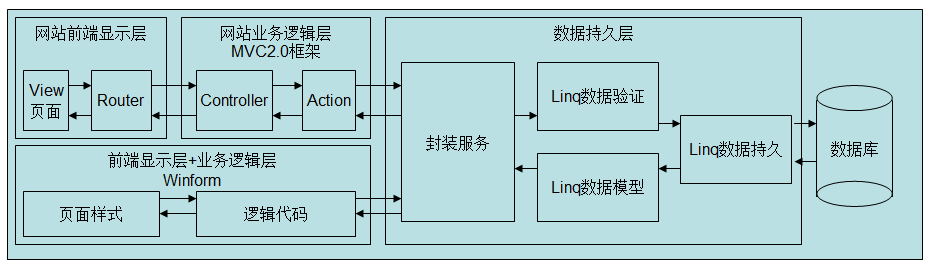 网站前端显示层
View
页面
Router
网站业务逻辑层
MVC2.0框架
Controller
Action
前端显示层+业务逻辑层
Winform
页面样式
逻辑代码
数据持久层
封装服务
Linq数据验证
Linq数据模型
Linq数据持久
数据库